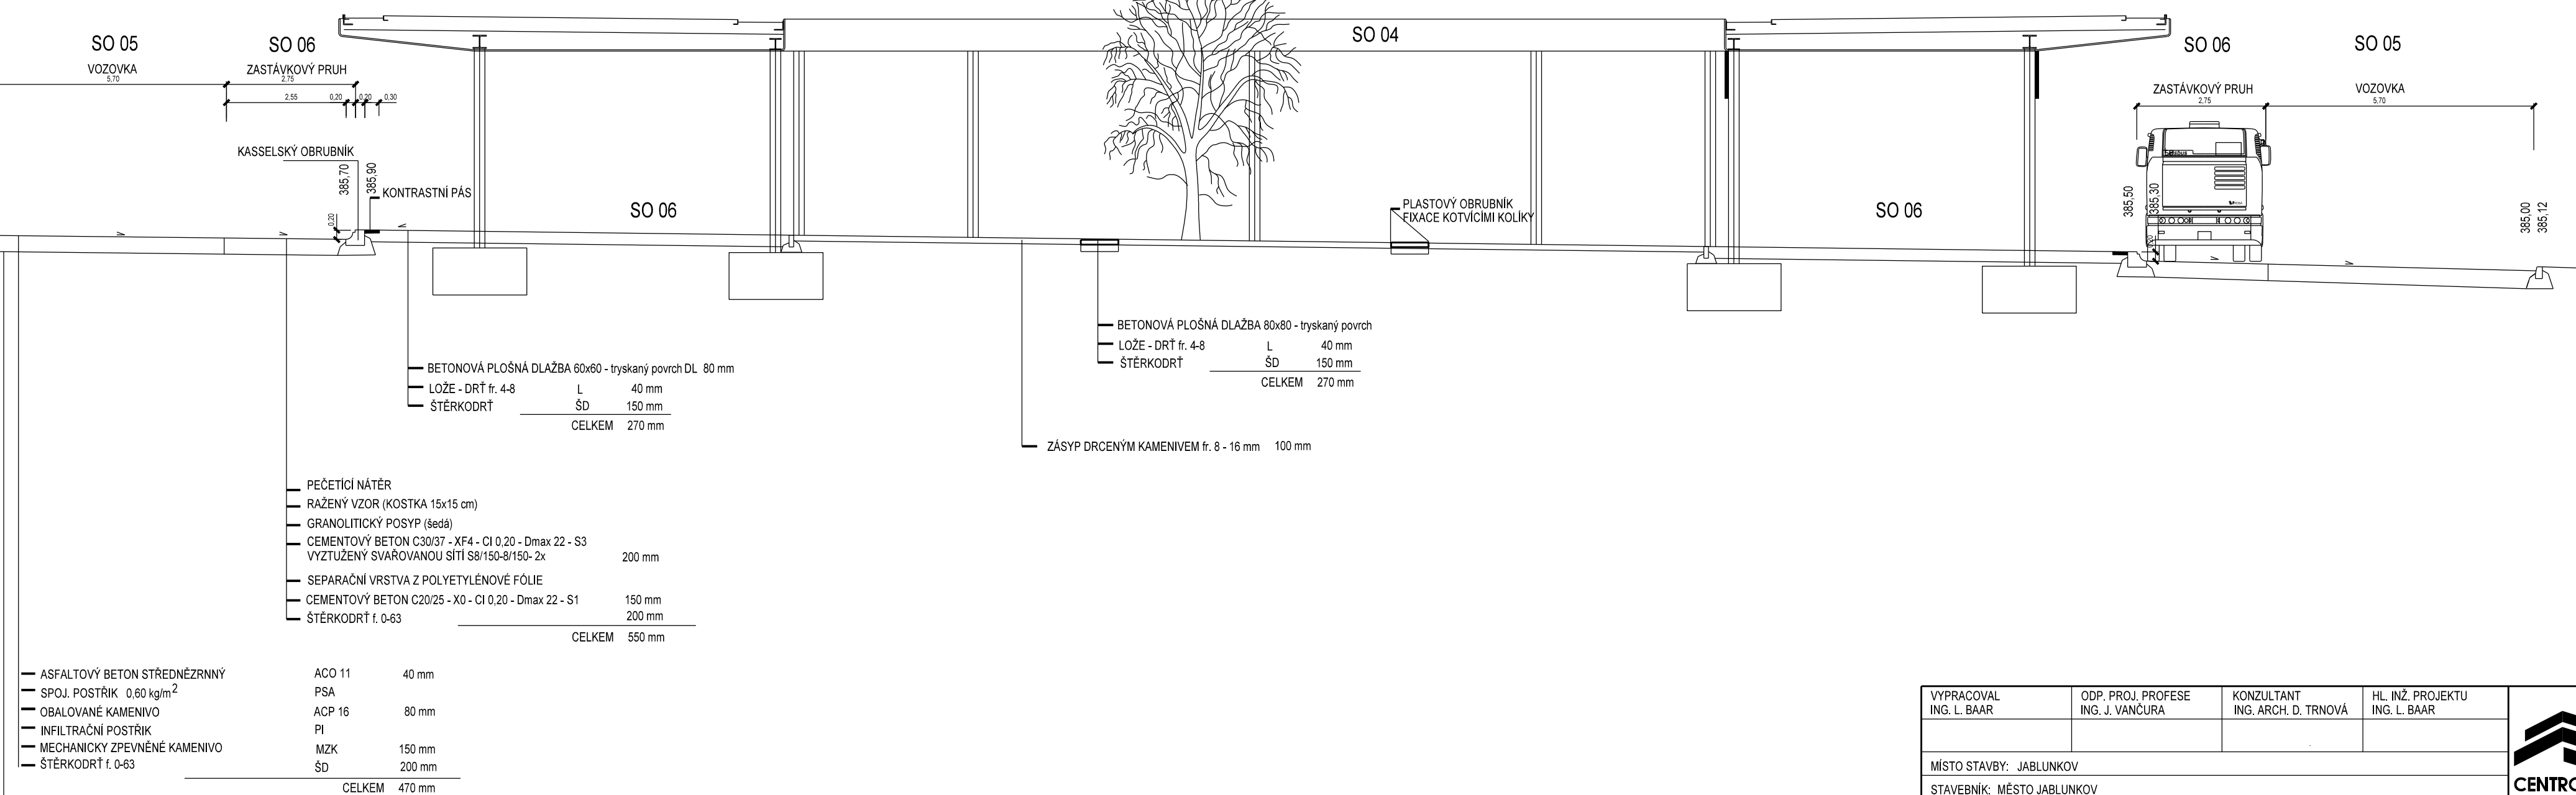 SO 05
SO 06
SO 04
SO 06
SO 05
VOZOVKA
5,70
ZASTÁVKOVÝ PRUH
2,75
2,55
0,20
0,20
0,30
ZASTÁVKOVÝ PRUH
2,75
VOZOVKA
5,70
KASSELSKÝ OBRUBNÍK
385,70
385,90
KONTRASTNÍ PÁS
0,20
SO 06
PLASTOVÝ OBRUBNÍK
FIXACE KOTVÍCÍMI KOLÍKY
SO 06
385,50
385,30
0,20
385,00
385,12
BETONOVÁ PLOŠNÁ DLAŽBA 60x60 - tryskaný povrch DL 80 mm
LOŽE - DRŤ fr. 4-8 L 40 mm
ŠTĚRKODRŤ ŠD 150 mm
CELKEM 270 mm
BETONOVÁ PLOŠNÁ DLAŽBA 80x80 - tryskaný povrch
LOŽE - DRŤ fr. 4-8 L 40 mm
ŠTĚRKODRŤ ŠD 150 mm
CELKEM 270 mm
ZÁSYP DRCENÝM KAMENIVEM fr. 8 - 16 mm 100 mm
PEČETÍCÍ NÁTĚR
RAŽENÝ VZOR (KOSTKA 15x15 cm)
GRANOLITICKÝ POSYP (šedá)
CEMENTOVÝ BETON C30/37 - XF4 - CI 0,20 - Dmax 22 - S3
VYZTUŽENÝ SVAŘOVANOU SÍTÍ S8/150-8/150- 2x 200 mm
SEPARAČNÍ VRSTVA Z POLYETYLÉNOVÉ FÓLIE
CEMENTOVÝ BETON C20/25 - X0 - CI 0,20 - Dmax 22 - S1 150 mm
ŠTĚRKODRŤ f. 0-63 200 mm
CELKEM 550 mm
ASFALTOVÝ BETON STŘEDNĚZRNNÝ ACO 11 40 mm
SPOJ. POSTŘIK 0,60 kg/m2 PSA
OBALOVANÉ KAMENIVO ACP 16 80 mm
INFILTRAČNÍ POSTŘIK PI
MECHANICKY ZPEVNĚNÉ KAMENIVO MZK 150 mm
ŠTĚRKODRŤ f. 0-63 ŠD 200 mm
CELKEM 470 mm
VYPRACOVAL
ING. L. BAAR
ODP. PROJ. PROFESE
ING. J. VANČURA
KONZULTANT
ING. ARCH. D. TRNOVÁ
HL. INŽ. PROJEKTU
ING. L. BAAR
MÍSTO STAVBY: JABLUNKOV
STAVEBNÍK: MĚSTO JABLUNKOV